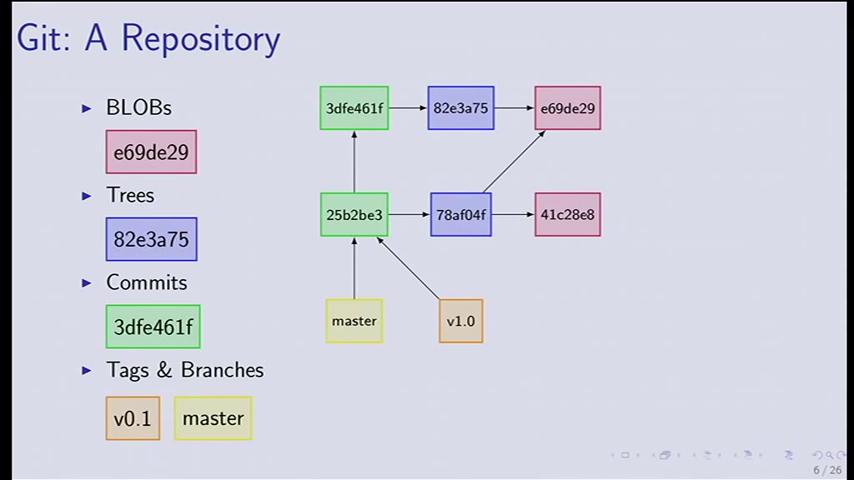 Git: A Repository
BLOBs
e69de29
Trees
82e3a75
Commits
3dfe461f
Tags & Branches
v0.1 master
3dfe461f 82e3a75 e69de29
25b2be3 78af04f 41c28e8
master v1.0
6 / 26